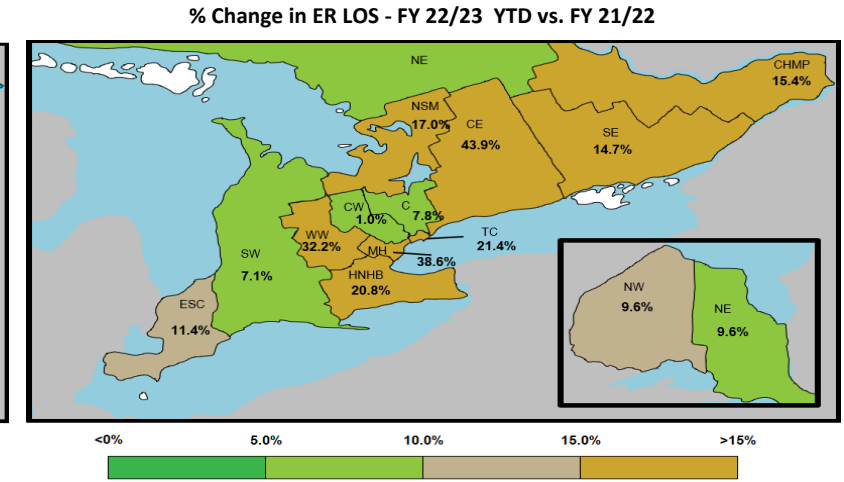 % Change in ER LOS - FY 22/23 YTD vs. FY 21/22
NE
CHMP
15.4%
NSM
17.0%
CE
43.9%
SE
14.7%
CW
1.0%
C
7.8%
TC
21.4%
WW
32.2%
MH
38.6%
SW
7.1%
HNHB
20.8%
ESC
11.4%
NW
9.6%
NE
9.6%
<0% 5.0% 10.0% 15.0% >15%